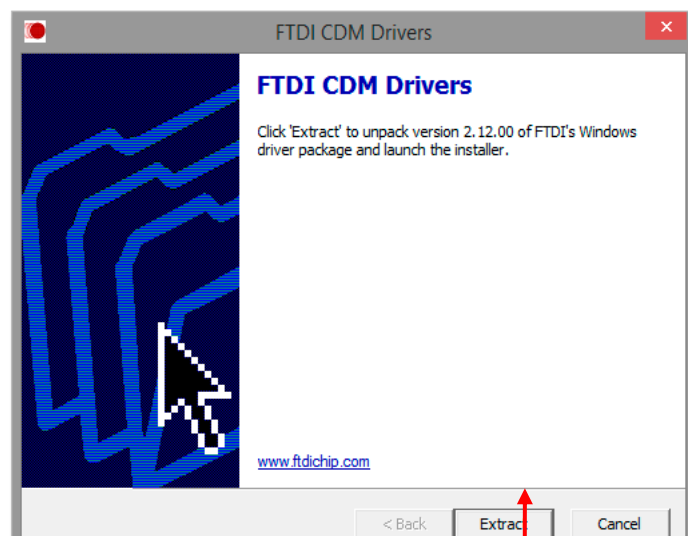 FTDI CDM Drivers
FTDI CDM Drivers
Click 'Extract' to unpack version 2.12.00 of FTDI's Windows
driver package and launch the installer.
www.ftdichip.com
< Back Extract Cancel